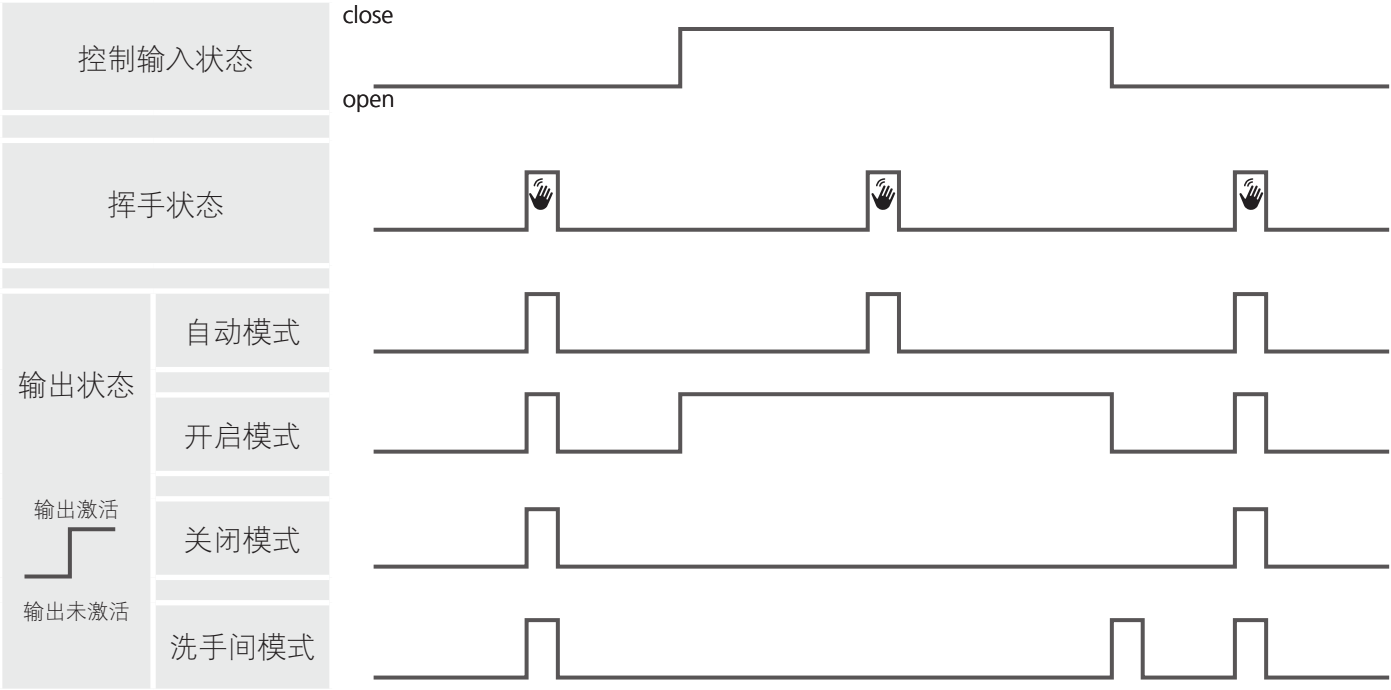 close
控制输入状态
open
挥手状态
自动模式
输出状态
开启模式
输出激活
关闭模式
输出未激活
洗手间模式